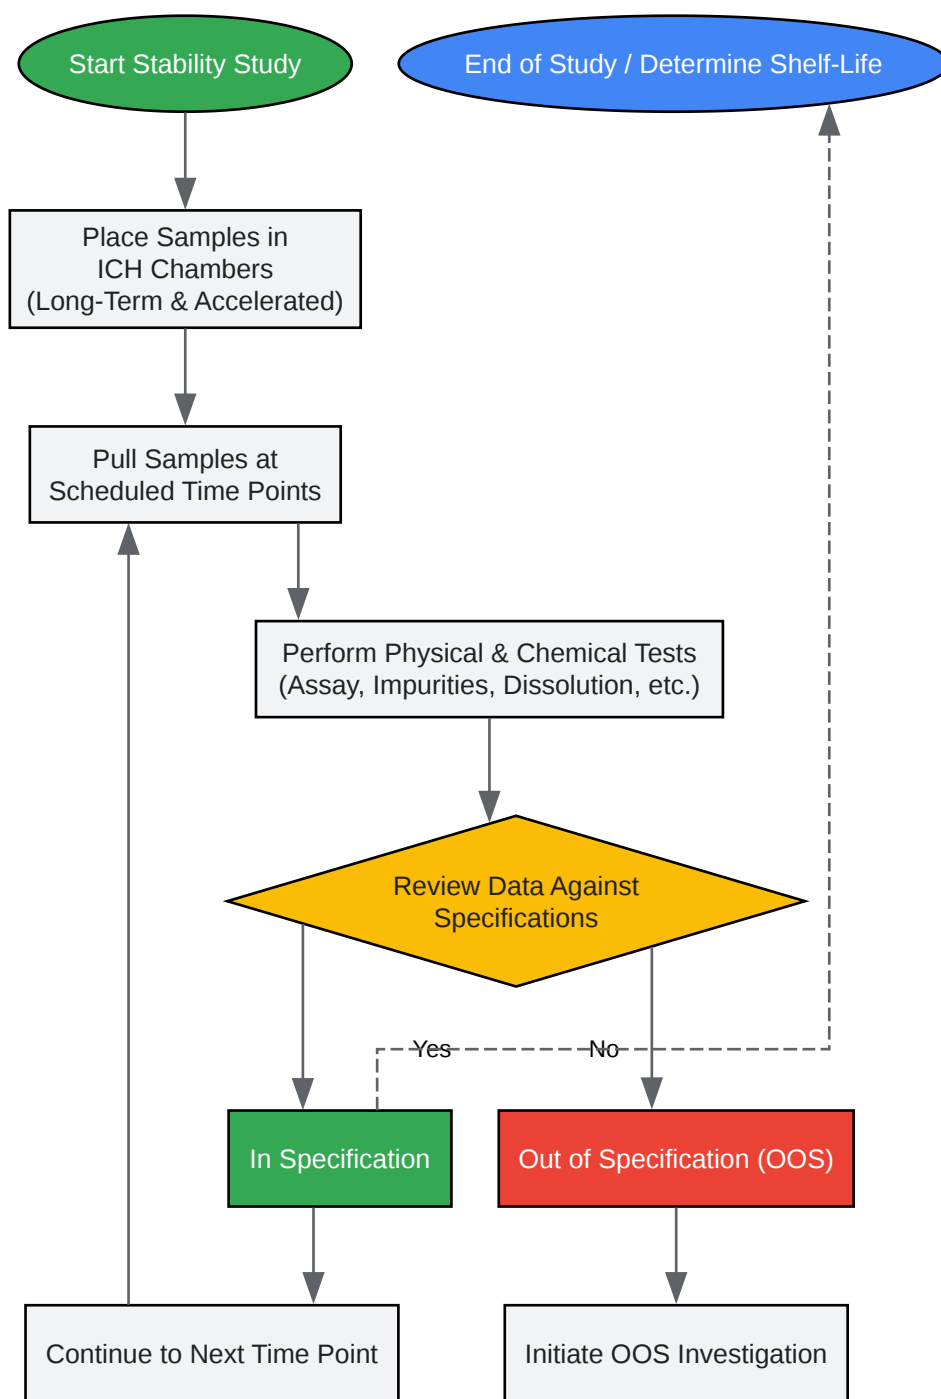 Start Stability Study
End of Study / Determine Shelf-Life
Place Samples in
ICH Chambers
(Long-Term & Accelerated)
Pull Samples at
Scheduled Time Points
Perform Physical & Chemical Tests
(Assay, Impurities, Dissolution, etc.)
Review Data Against
Specifications
Yes
No
In Specification
Out of Specification (OOS)
Continue to Next Time Point
Initiate OOS Investigation